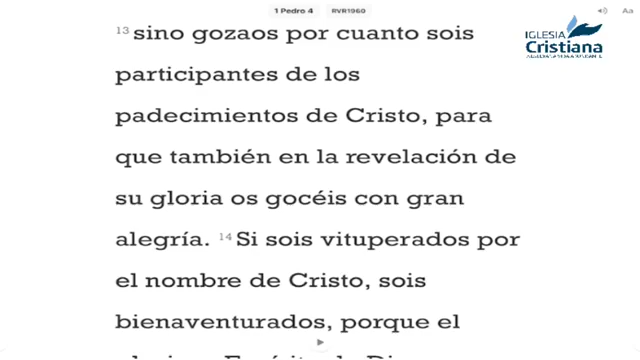 1 Pedro 4 RVR1960
Aa
IGLESIA
Cristiana
13 sino gozaos por cuanto sois
participantes de los
padecimientos de Cristo, para
que también en la revelación de
su gloria os gocéis con gran
alegría. 14 Si sois vituperados por
el nombre de Cristo, sois
bienaventurados, porque el